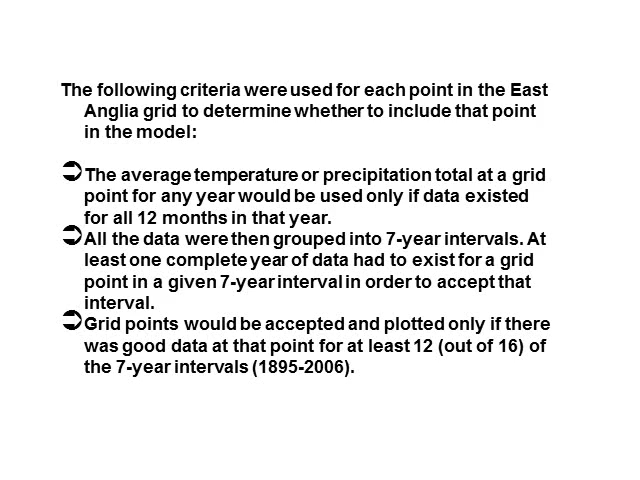 The following criteria were used for each point in the East
Anglia grid to determine whether to include that point
in the model:
➲The average temperature or precipitation total at a grid
point for any year would be used only if data existed
for all 12 months in that year.
➲All the data were then grouped into 7-year intervals. At
least one complete year of data had to exist for a grid
point in a given 7-year interval in order to accept that
interval.
➲Grid points would be accepted and plotted only if there
was good data at that point for at least 12 (out of 16) of
the 7-year intervals (1895-2006).